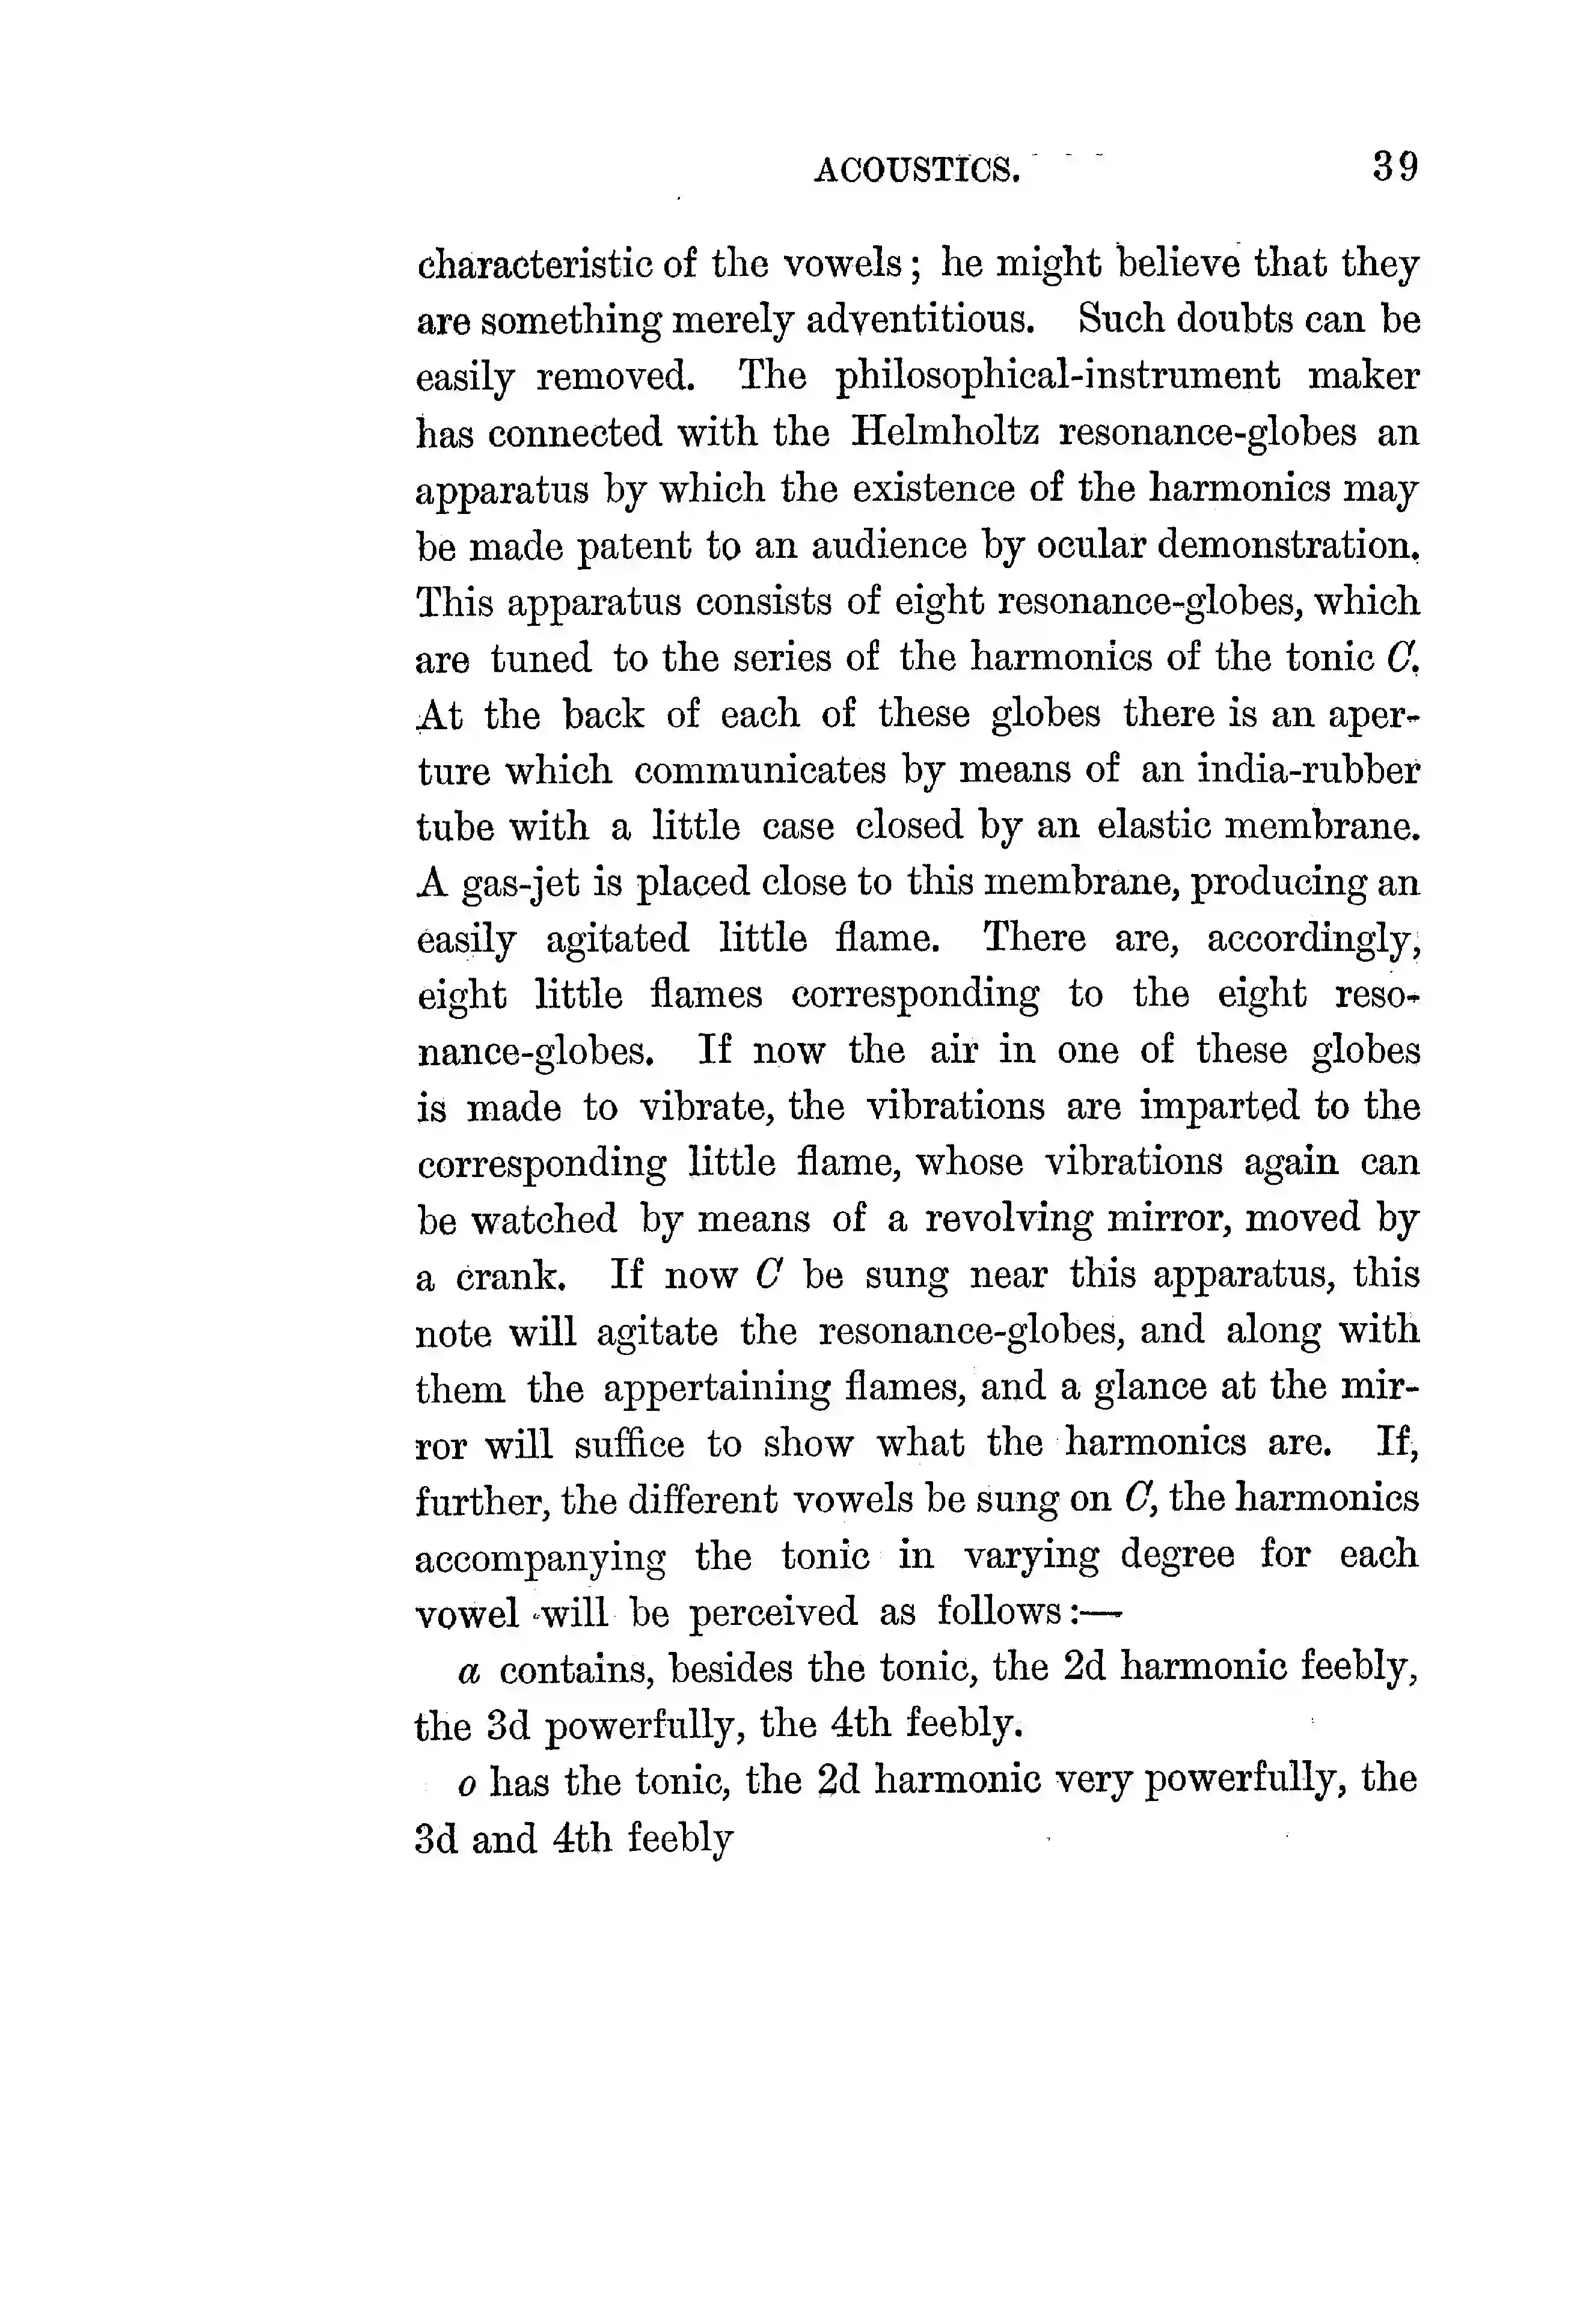 ACOUSTICS. 39
characteristic of the vowels; he might believe that they
are something merely adventitious. Such doubts can be
easily removed. The philosophical-instrument maker
has connected with the Helmholtz resonance-globes an
apparatus by which the existence of the harmonics may
be made patent to an audience by ocular demonstration.
This apparatus consists of eight resonance-globes, which
are tuned to the series of the harmonics of the tonic C.
At the back of each of these globes there is an aper-
ture which communicates by means of an india-rubber
tube with a little case closed by an elastic membrane.
A gas-jet is placed close to this membrane, producing an
easily agitated little flame. There are, accordingly,
eight little flames corresponding to the eight reso-
nance-globes. If now the air in one of these globes
is made to vibrate, the vibrations are imparted to the
corresponding little flame, whose vibrations again can
be watched by means of a revolving mirror, moved by
a crank. If now C be sung near this apparatus, this
note will agitate the resonance-globes, and along with
them the appertaining flames, and a glance at the mir-
ror will suffice to show what the harmonics are. If,
further, the different vowels be sung on C, the harmonics
accompanying the tonic in varying degree for each
vowel will be perceived as follows:—
a contains, besides the tonic, the 2d harmonic feebly,
the 3d powerfully, the 4th feebly.
o has the tonic, the 2d harmonic very powerfully, the
3d and 4th feebly